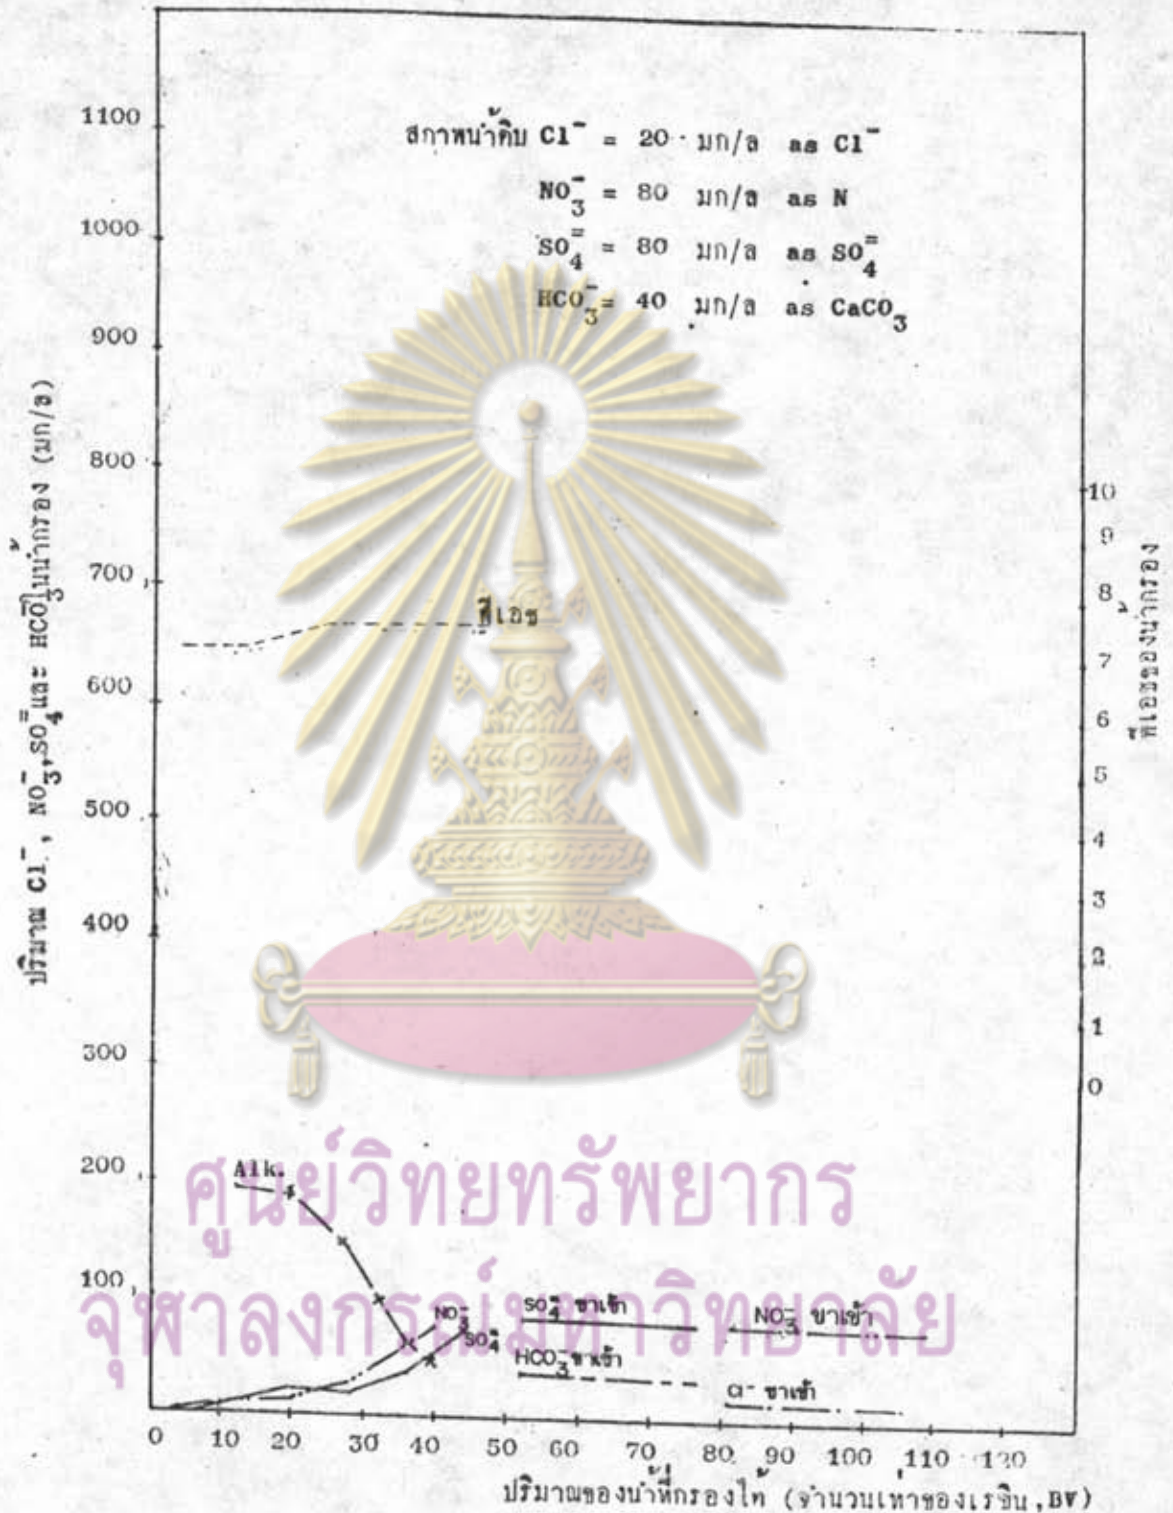 สภาพน้ำดิบ Cl⁻ = 20 มก/ล as Cl⁻
NO₃⁻ = 80 มก/ล as N
SO₄⁼ = 80 มก/ล as SO₄⁼
HCO₃⁻ = 40 มก/ล as CaCO₃
ปริมาณ Cl⁻, NO₃⁻, SO₄⁼ และ HCO₃⁻ ในน้ำกรอง (มก/ล)
1100
1000
900
800
700
600
500
400
300
200
100
พีเอชของน้ำกรอง
10
9
8
7
6
5
4
3
2
1
0
พีเอช
Alk.
NO₃⁻
SO₄⁼
SO₄⁼ ขาเข้า
NO₃⁻ ขาเข้า
HCO₃⁻ ขาเข้า
Cl⁻ ขาเข้า
0 10 20 30 40 50 60 70 80 90 100 110 120
ปริมาณของน้ำที่กรองได้ (จำนวนเท่าของเรซิน, BV)
ศูนย์วิทยทรัพยากร
จุฬาลงกรณ์มหาวิทยาลัย